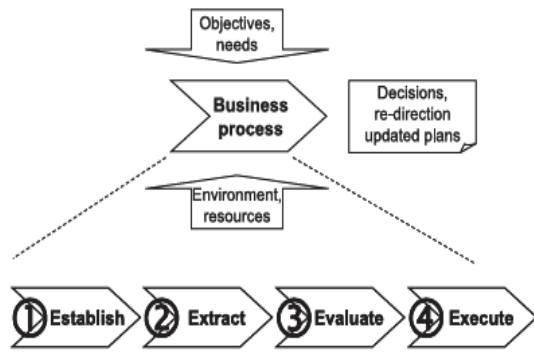 Objectives,
needs
Business
process
Decisions,
re-direction
updated plans
Environment,
resources
1 Establish
2 Extract
3 Evaluate
4 Execute